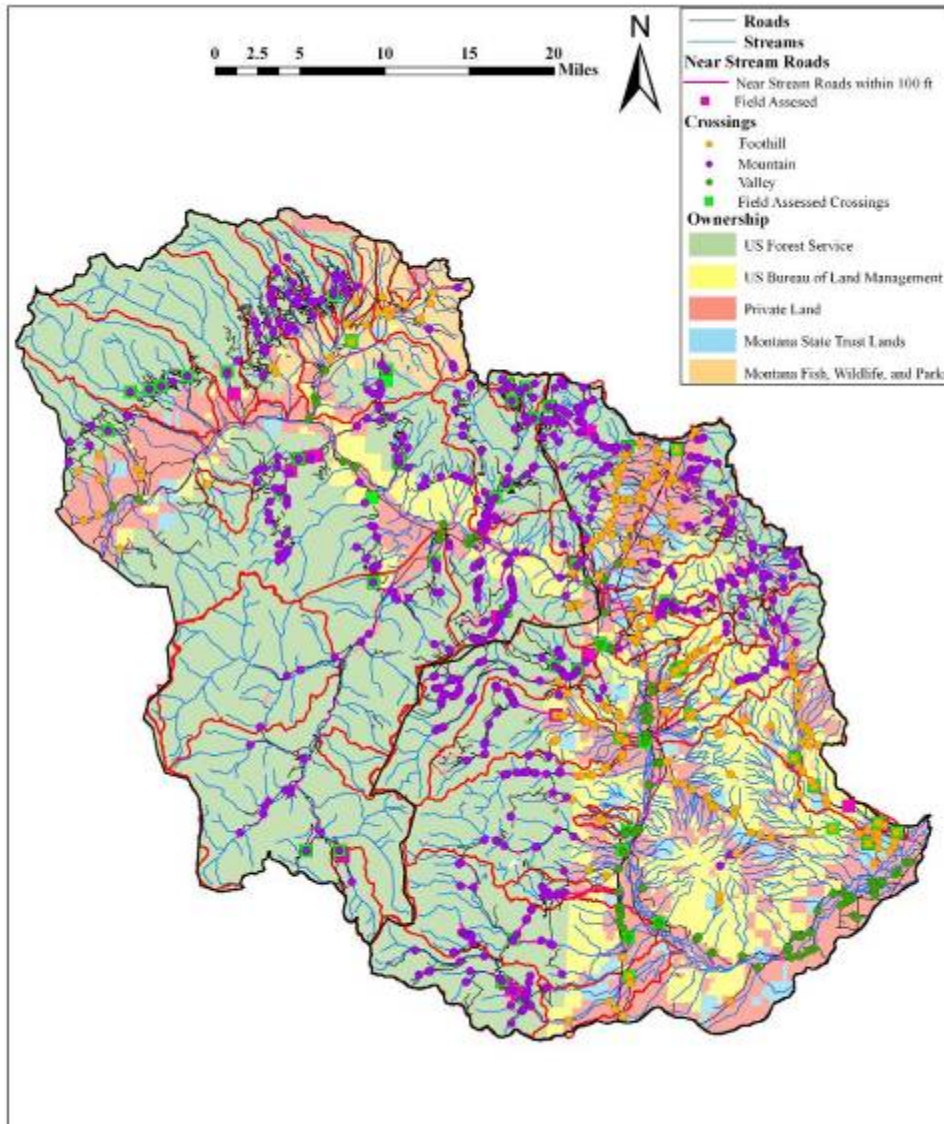 0 2.5 5 10 15 20
Miles
N
Roads
Streams
Near Stream Roads
Near Stream Roads within 100 ft
Field Assesed
Crossings
Foothill
Mountain
Valley
Field Assessed Crossings
Ownership
US Forest Service
US Bureau of Land Management
Private Land
Montana State Trust Lands
Montana Fish, Wildlife, and Parks